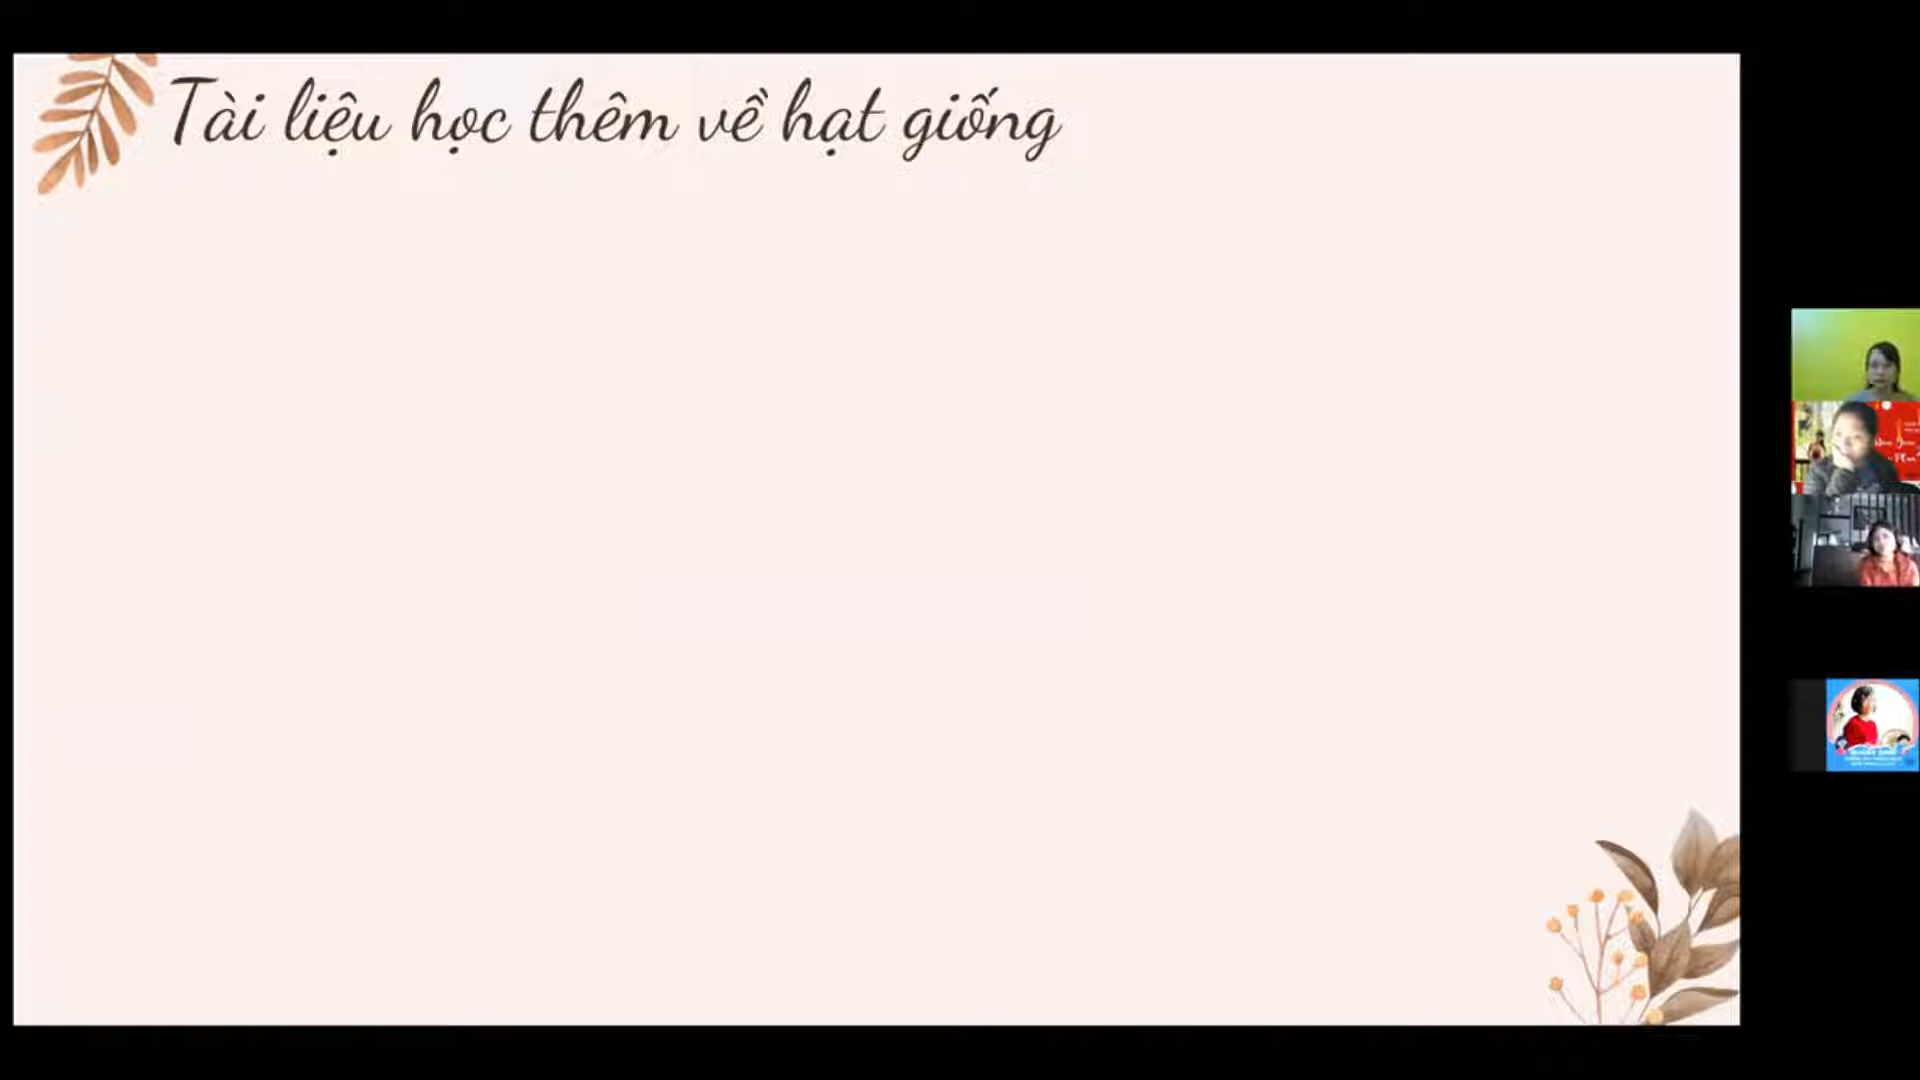 Tài liệu học thêm về hạt giống